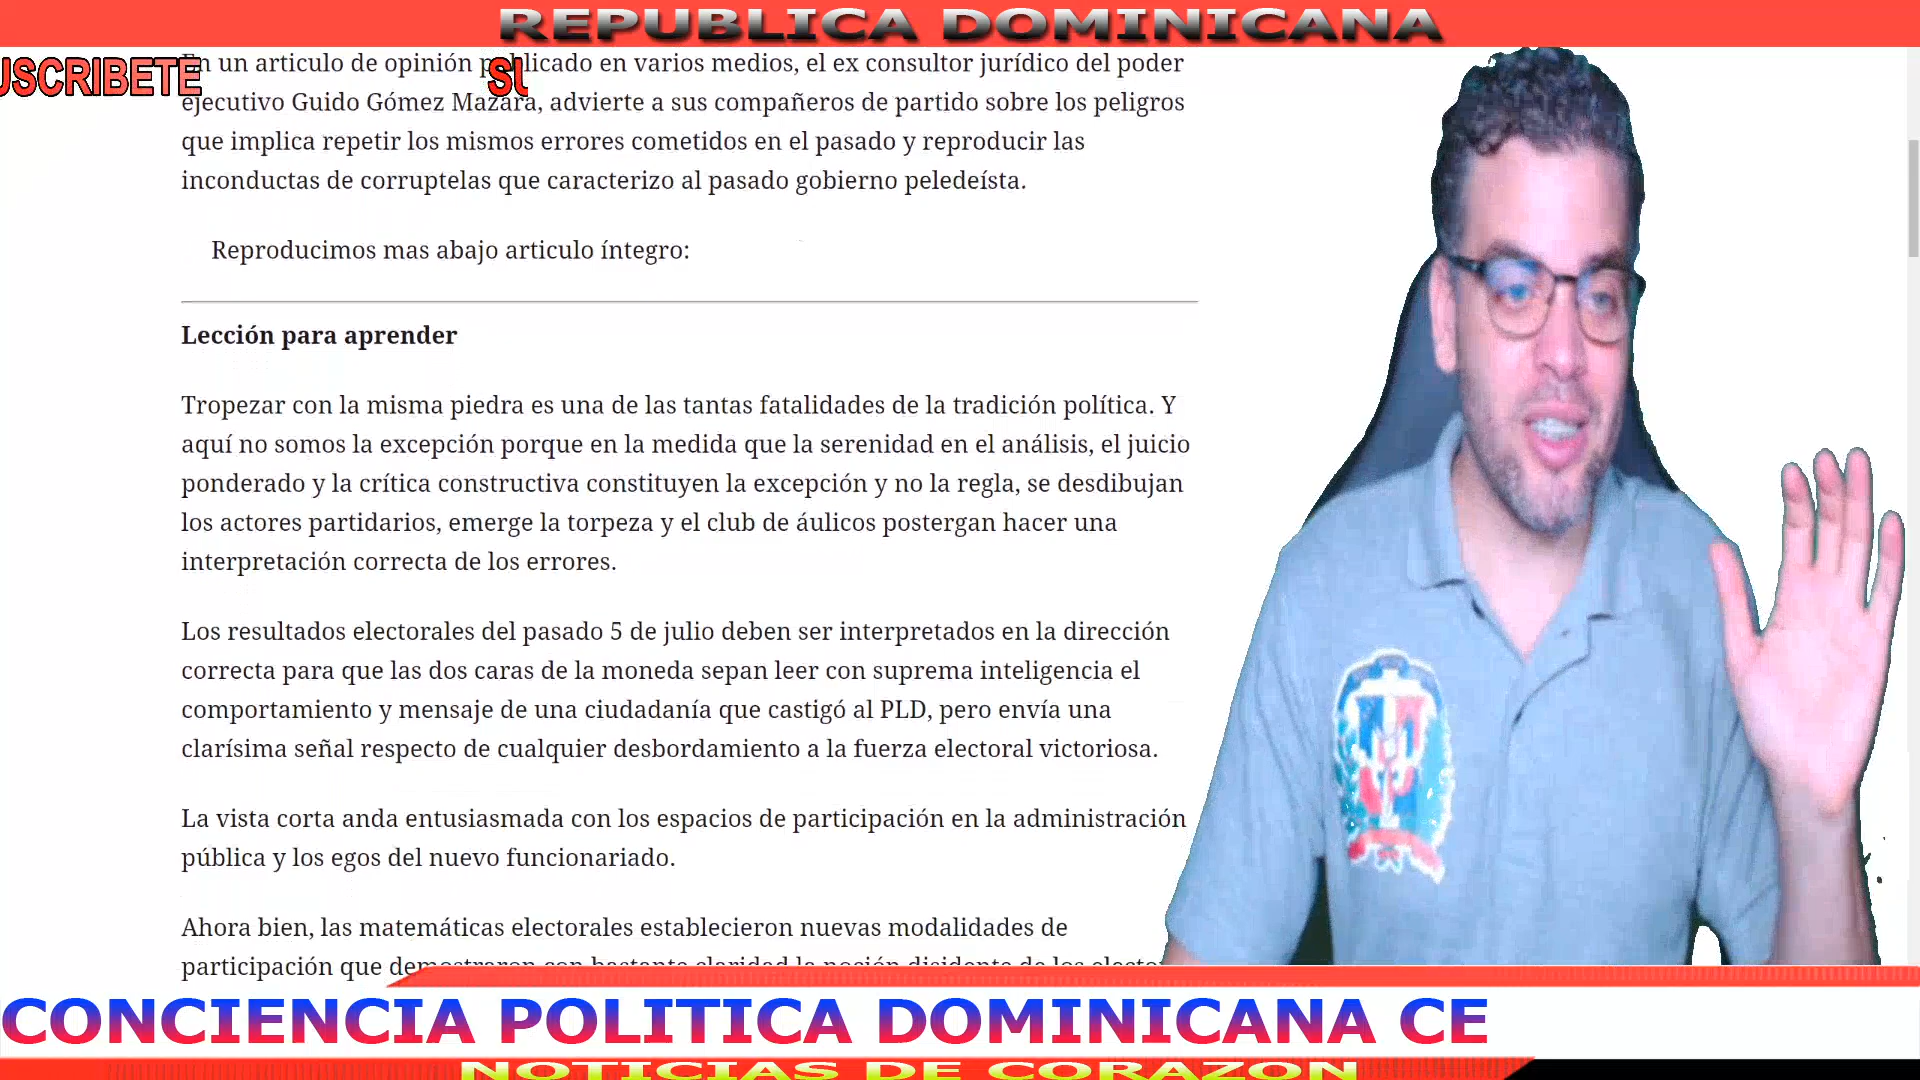 REPUBLICA DOMINICANA
En un articulo de opinión publicado en varios medios, el ex consultor jurídico del poder
USCRIBETE SU
ejecutivo Guido Gómez Mazara, advierte a sus compañeros de partido sobre los peligros
que implica repetir los mismos errores cometidos en el pasado y reproducir las
inconductas de corruptelas que caracterizo al pasado gobierno peledeísta.
Reproducimos mas abajo articulo íntegro:
Lección para aprender
Tropezar con la misma piedra es una de las tantas fatalidades de la tradición política. Y
aquí no somos la excepción porque en la medida que la serenidad en el análisis, el juicio
ponderado y la crítica constructiva constituyen la excepción y no la regla, se desdibujan
los actores partidarios, emerge la torpeza y el club de áulicos postergan hacer una
interpretación correcta de los errores.
Los resultados electorales del pasado 5 de julio deben ser interpretados en la dirección
correcta para que las dos caras de la moneda sepan leer con suprema inteligencia el
comportamiento y mensaje de una ciudadanía que castigó al PLD, pero envía una
clarísima señal respecto de cualquier desbordamiento a la fuerza electoral victoriosa.
La vista corta anda entusiasmada con los espacios de participación en la administración
pública y los egos del nuevo funcionariado.
Ahora bien, las matemáticas electorales establecieron nuevas modalidades de
participación que demostraron con bastante claridad la noción disidente de los
CONCIENCIA POLITICA DOMINICANA CE
NOTICIAS DE CORAZON